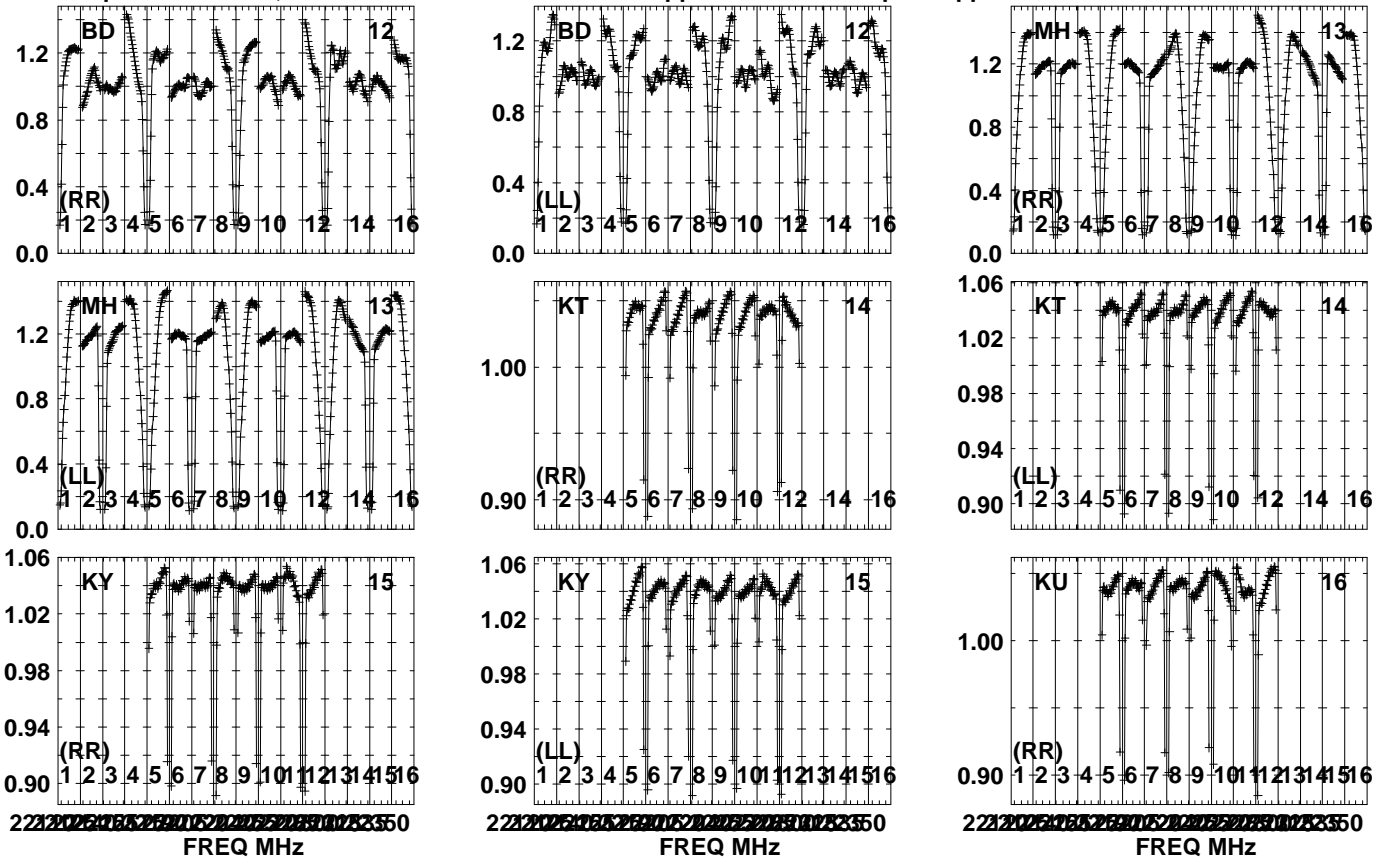 BD 12
1.2
0.8
0.4
0.0
(RR)
1 2 3 4 5 6 7 8 9 10 12 14 16
BD 12
1.2
0.8
0.4
0.0
(LL)
1 2 3 4 5 6 7 8 9 10 12 14 16
MH 13
1.2
0.8
0.4
0.0
(RR)
1 2 3 4 5 6 7 8 9 10 12 14 16
MH 13
1.2
0.8
0.4
0.0
(LL)
1 2 3 4 5 6 7 8 9 10 12 14 16
KT 14
1.00
0.90
(RR)
1 2 3 4 5 6 7 8 9 10 12 14 16
KT 14
1.06
1.02
0.98
0.94
0.90
(LL)
1 2 3 4 5 6 7 8 9 10 12 14 16
KY 15
1.06
1.02
0.98
0.94
0.90
(RR)
1 2 3 4 5 6 7 8 9 10 11 12 13 14 15 16
KY 15
1.06
1.02
0.98
0.94
0.90
(LL)
1 2 3 4 5 6 7 8 9 10 11 12 13 14 15 16
KU 16
1.00
0.90
(RR)
1 2 3 4 5 6 7 8 9 10 11 12 13 14 15 16
FREQ MHz
FREQ MHz
FREQ MHz